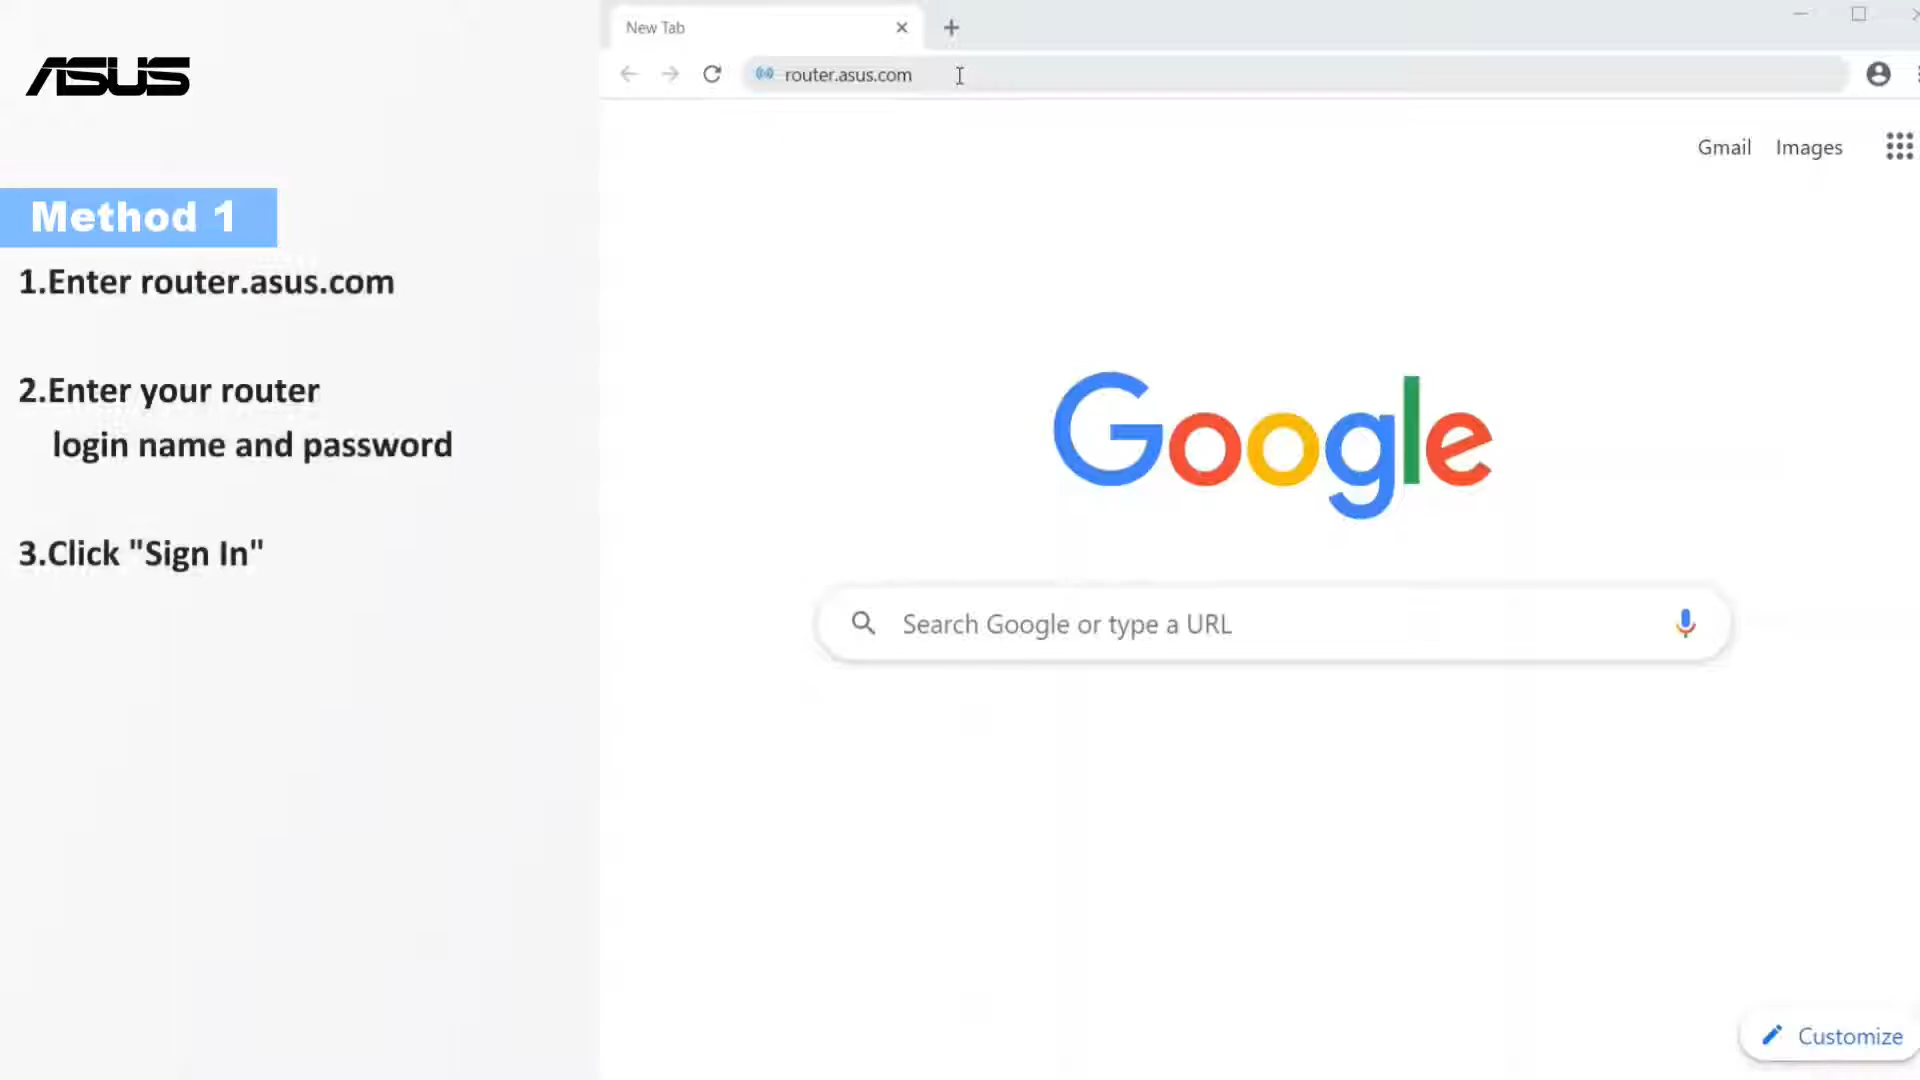 ASUS
Method 1
1.Enter router.asus.com
2.Enter your router
login name and password
3.Click "Sign In"
New Tab
router.asus.com
Gmail Images
Google
Search Google or type a URL
Customize